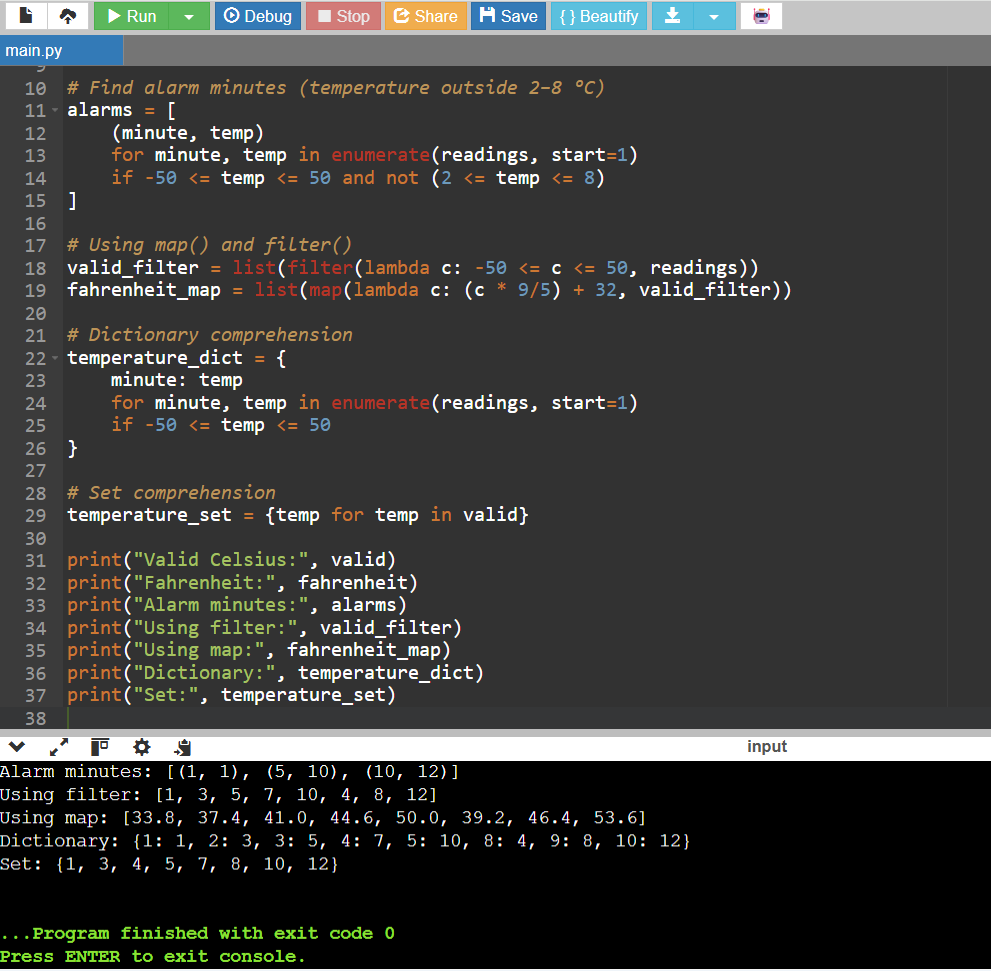 Run Debug Stop Share Save { } Beautify
main.py
9
10 # Find alarm minutes (temperature outside 2–8 °C)
11 alarms = [
12     (minute, temp)
13     for minute, temp in enumerate(readings, start=1)
14     if -50 <= temp <= 50 and not (2 <= temp <= 8)
15 ]
16
17 # Using map() and filter()
18 valid_filter = list(filter(lambda c: -50 <= c <= 50, readings))
19 fahrenheit_map = list(map(lambda c: (c * 9/5) + 32, valid_filter))
20
21 # Dictionary comprehension
22 temperature_dict = {
23     minute: temp
24     for minute, temp in enumerate(readings, start=1)
25     if -50 <= temp <= 50
26 }
27
28 # Set comprehension
29 temperature_set = {temp for temp in valid}
30
31 print("Valid Celsius:", valid)
32 print("Fahrenheit:", fahrenheit)
33 print("Alarm minutes:", alarms)
34 print("Using filter:", valid_filter)
35 print("Using map:", fahrenheit_map)
36 print("Dictionary:", temperature_dict)
37 print("Set:", temperature_set)
38
input
Alarm minutes: [(1, 1), (5, 10), (10, 12)]
Using filter: [1, 3, 5, 7, 10, 4, 8, 12]
Using map: [33.8, 37.4, 41.0, 44.6, 50.0, 39.2, 46.4, 53.6]
Dictionary: {1: 1, 2: 3, 3: 5, 4: 7, 5: 10, 8: 4, 9: 8, 10: 12}
Set: {1, 3, 4, 5, 7, 8, 10, 12}
...Program finished with exit code 0
Press ENTER to exit console.